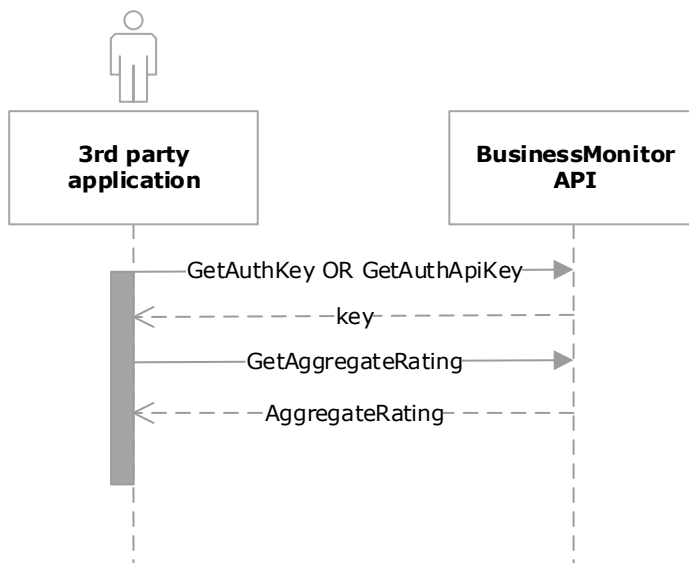 3rd party
application
BusinessMonitor
API
GetAuthKey OR GetAuthApiKey
key
GetAggregateRating
AggregateRating